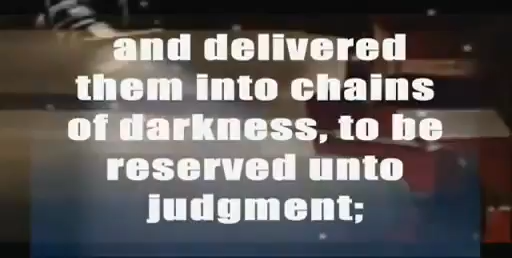 and delivered
them into chains
of darkness, to be
reserved unto
judgment;